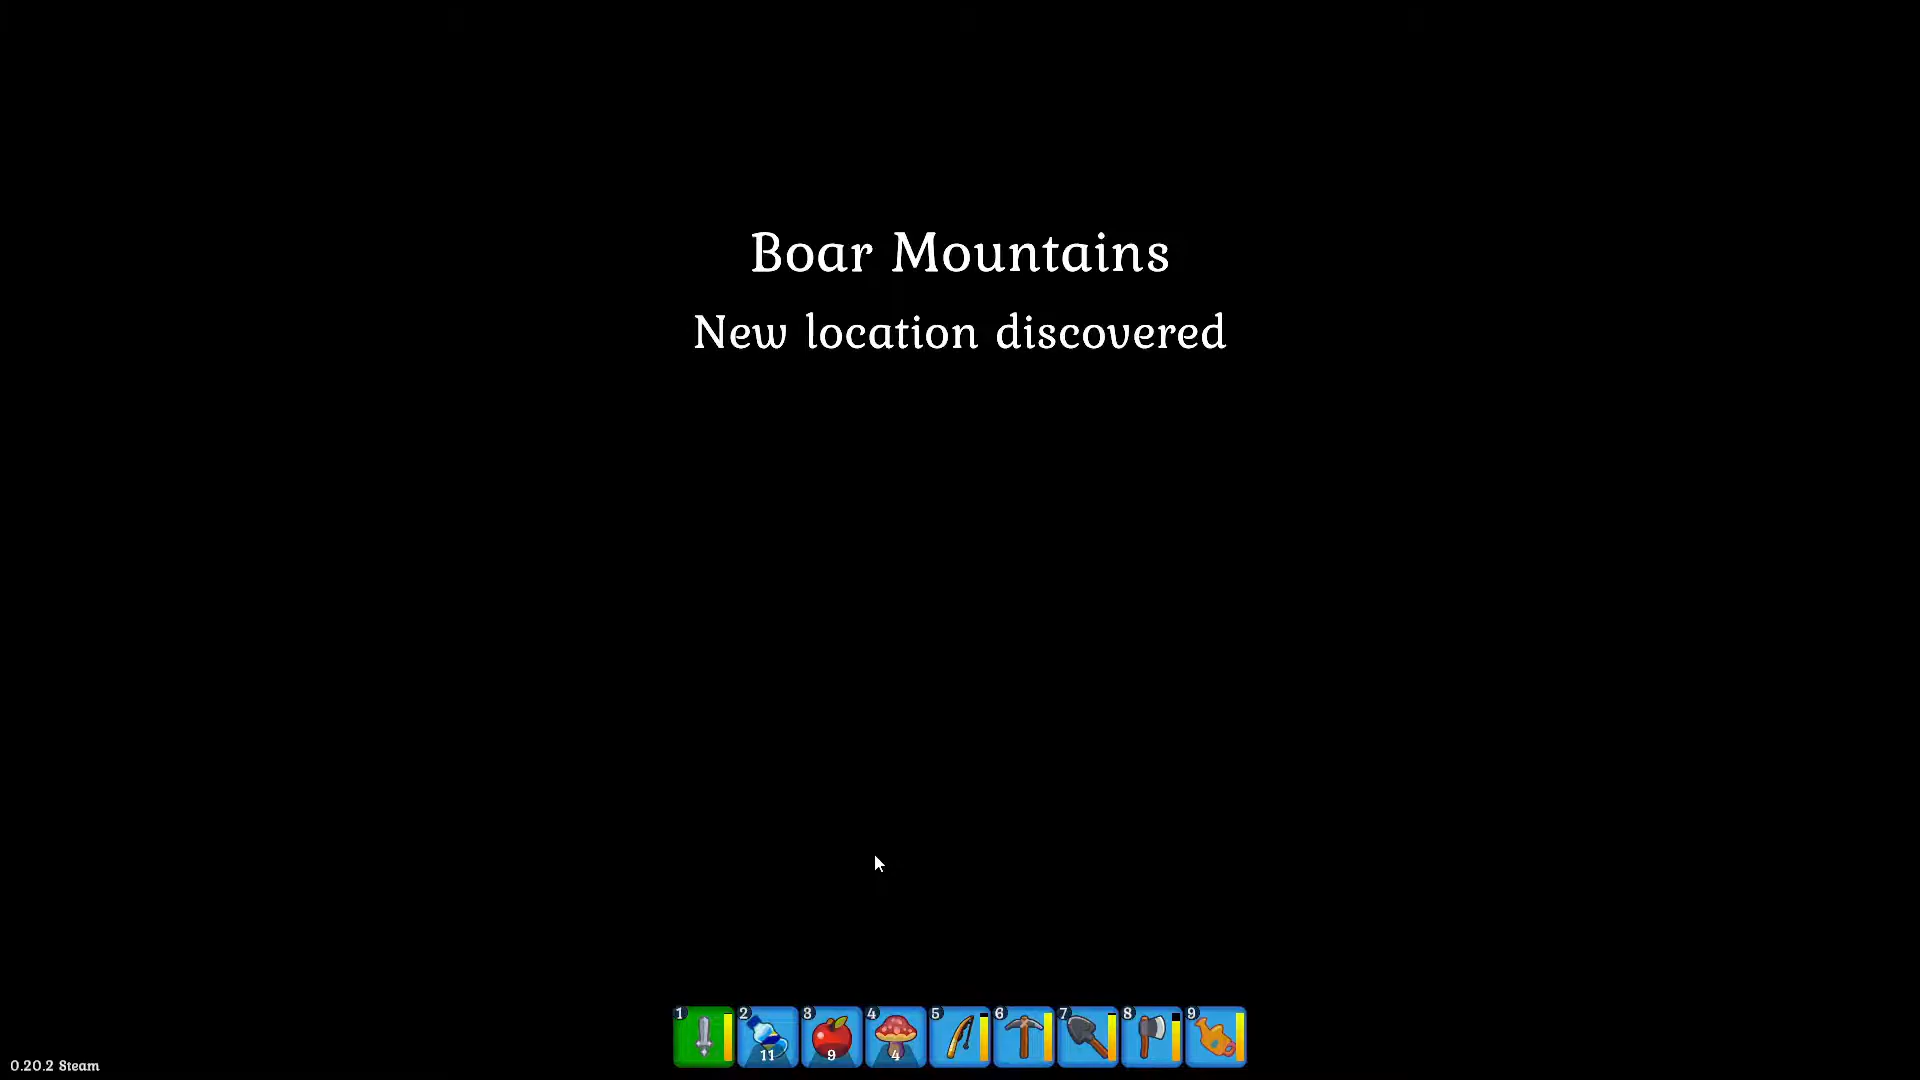 Boar Mountains
New location discovered
1 2 3 4 5 6 7 8 9
11 9 4
0.20.2 Steam